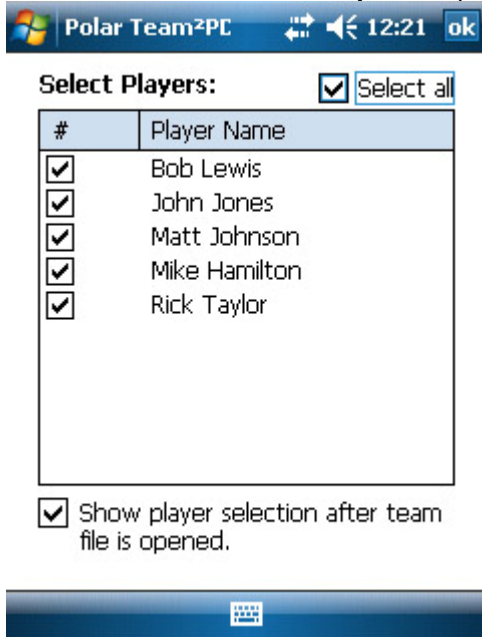 Polar Team²PC 12:21 ok
Select Players: Select all
# Player Name
Bob Lewis
John Jones
Matt Johnson
Mike Hamilton
Rick Taylor
Show player selection after team
file is opened.